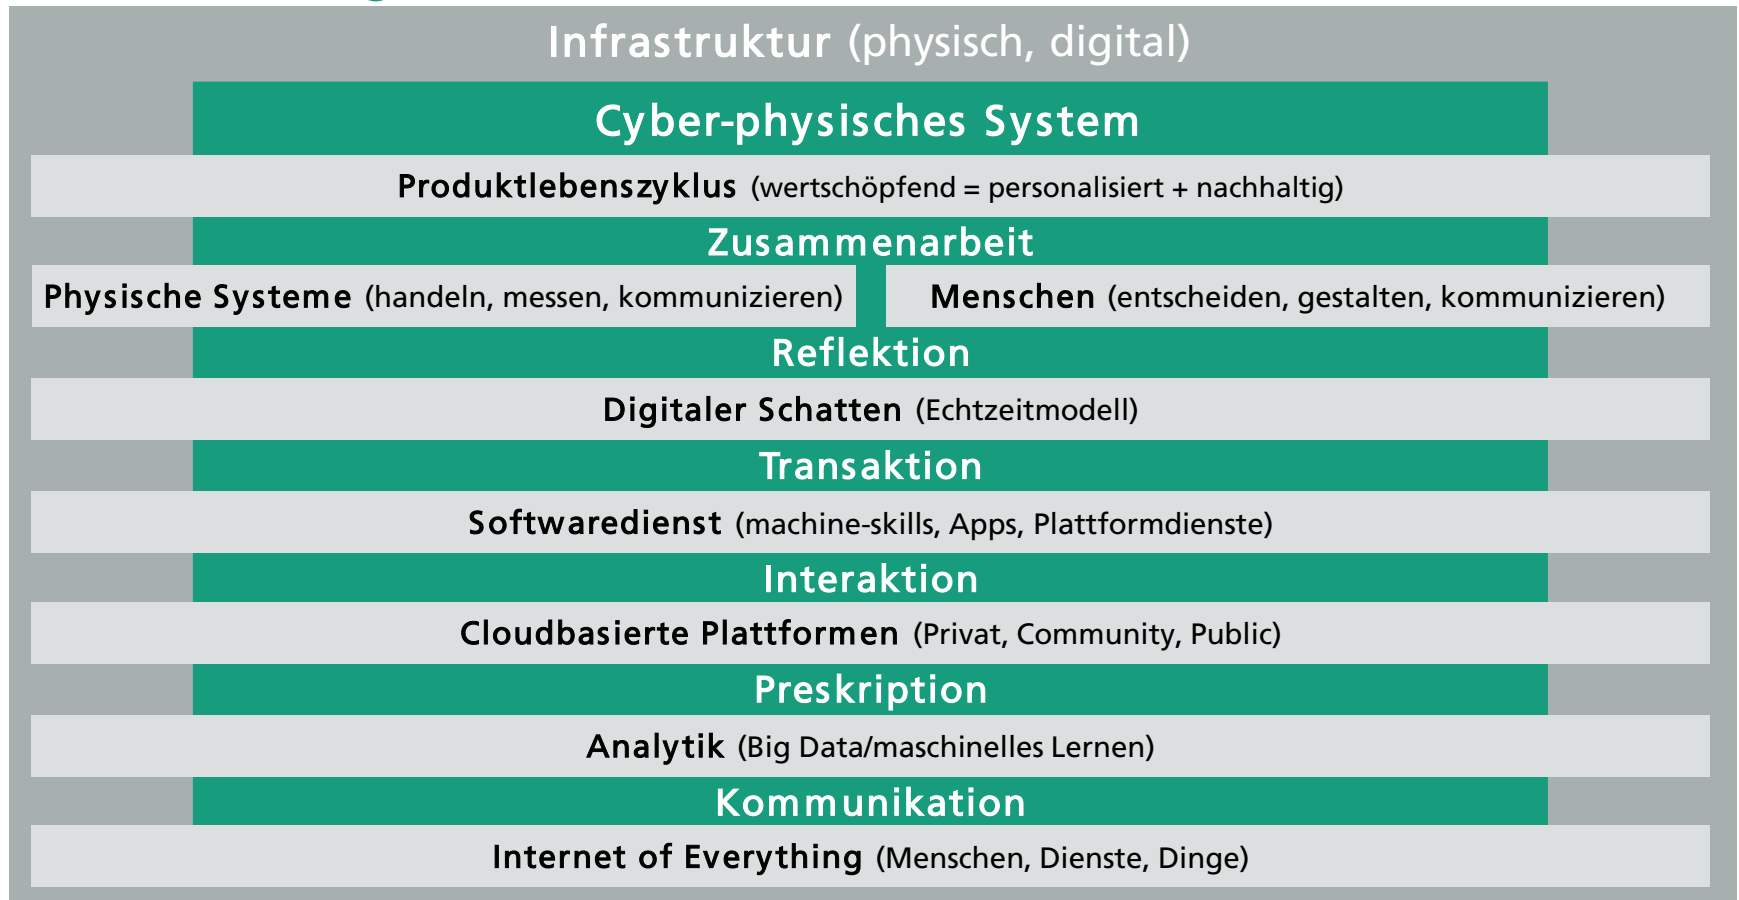 Infrastruktur (physisch, digital)
Cyber-physisches System
Produktlebenszyklus (wertschöpfend = personalisiert + nachhaltig)
Zusammenarbeit
Physische Systeme (handeln, messen, kommunizieren)
Menschen (entscheiden, gestalten, kommunizieren)
Reflektion
Digitaler Schatten (Echtzeitmodell)
Transaktion
Softwaredienst (machine-skills, Apps, Plattformdienste)
Interaktion
Cloudbasierte Plattformen (Privat, Community, Public)
Preskription
Analytik (Big Data/maschinelles Lernen)
Kommunikation
Internet of Everything (Menschen, Dienste, Dinge)